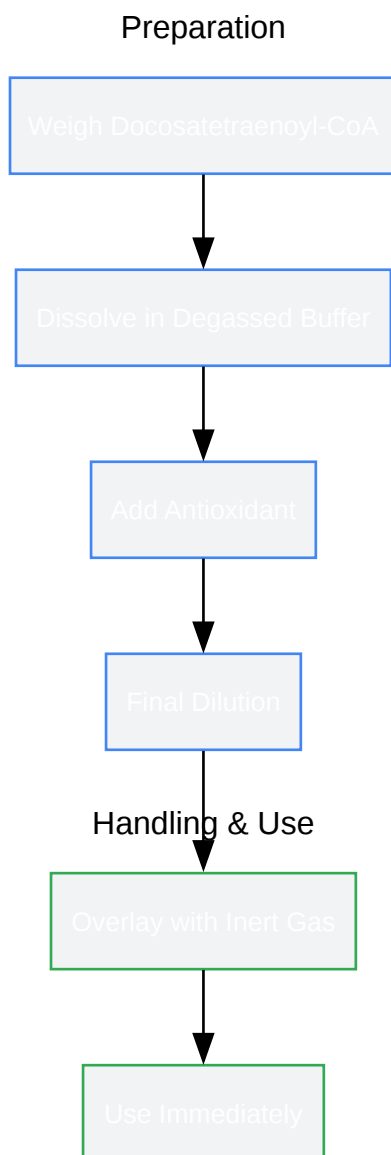 Preparation
Weigh Docosatetraenoyl-CoA
Dissolve in Degassed Buffer
Add Antioxidant
Final Dilution
Handling & Use
Overlay with Inert Gas
Use Immediately